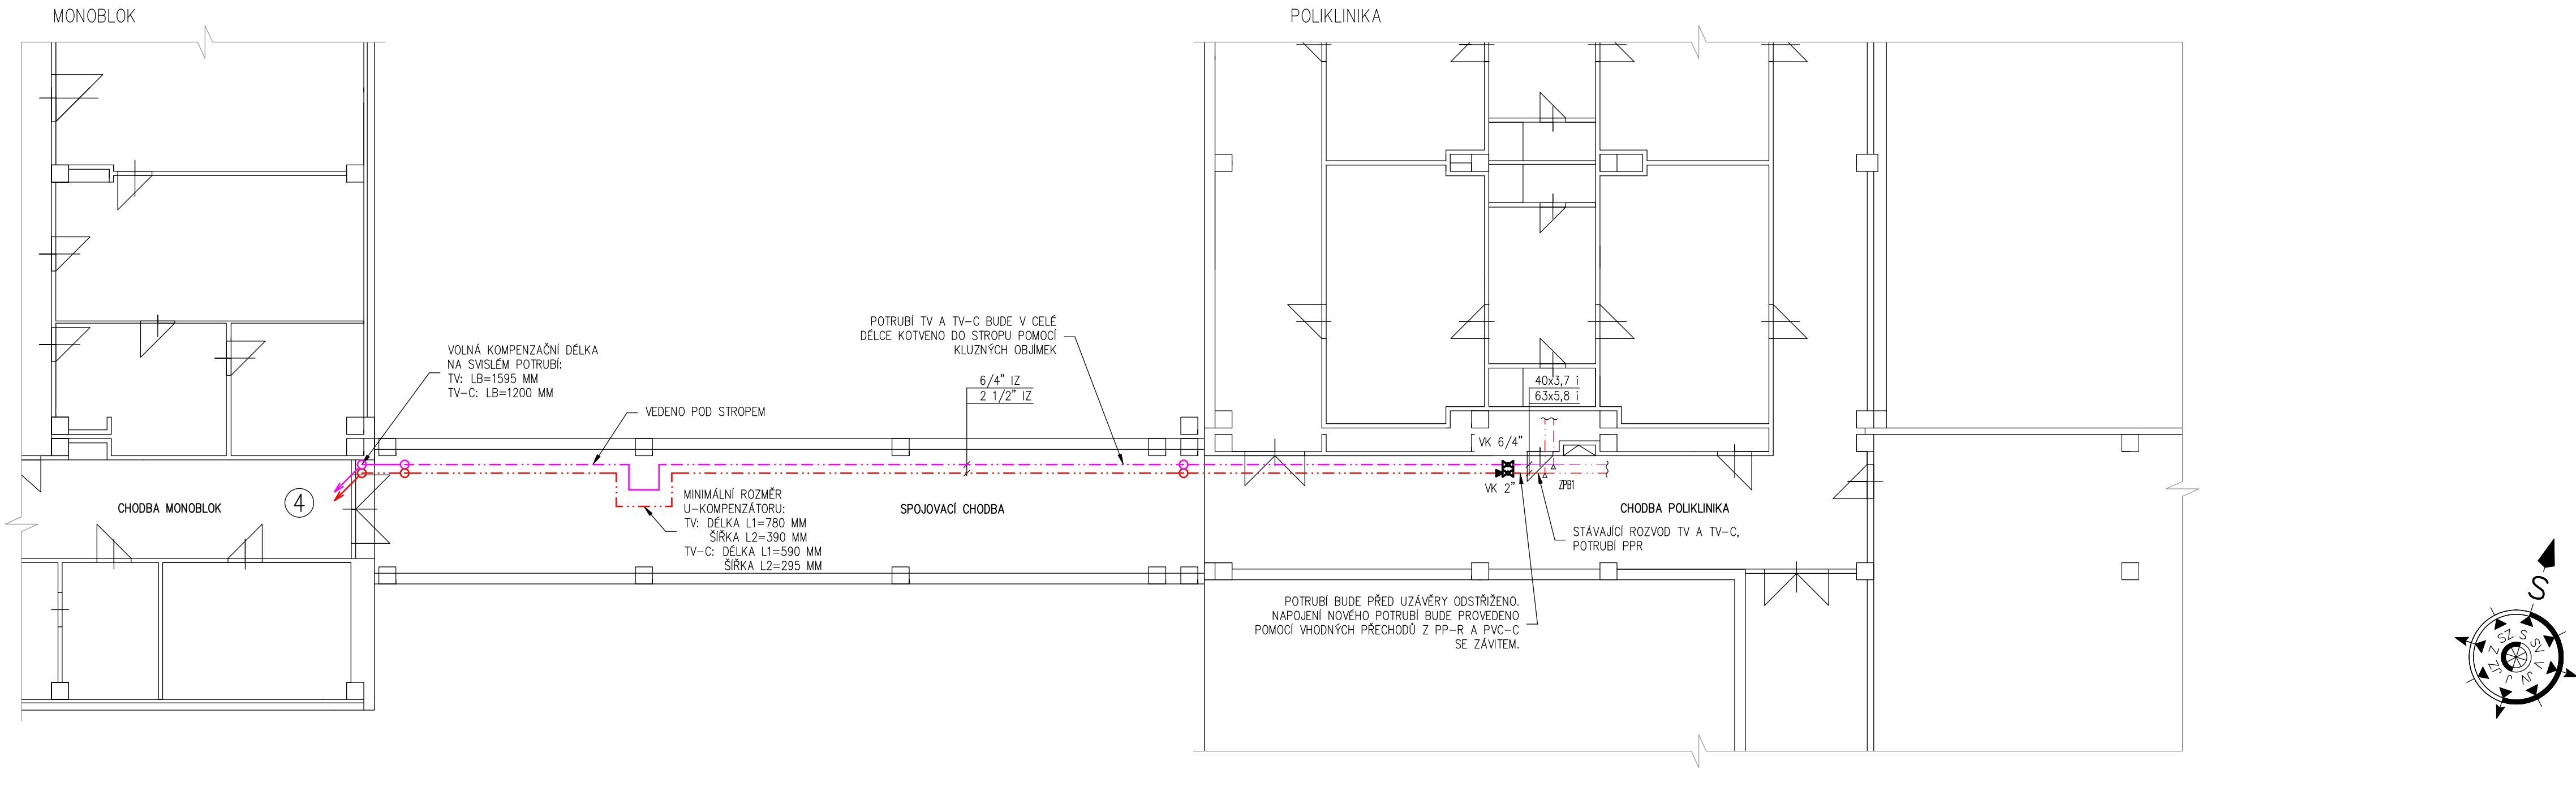 MONOBLOK
POLIKLINIKA
POTRUBÍ TV A TV-C BUDE V CELÉ
DÉLCE KOTVENO DO STROPU POMOCÍ
KLUZNÝCH OBJÍMEK
VOLNÁ KOMPENZAČNÍ DÉLKA
NA SVISLÉM POTRUBÍ:
TV: LB=1595 MM
TV-C: LB=1200 MM
6/4" IZ
2 1/2" IZ
40x3,7 i
63x5,8 i
VEDENO POD STROPEM
VK 6/4"
VK 2"
ZPB1
CHODBA MONOBLOK
4
MINIMÁLNÍ ROZMĚR
U-KOMPENZÁTORU:
TV: DÉLKA L1=780 MM
ŠÍŘKA L2=390 MM
TV-C: DÉLKA L1=590 MM
ŠÍŘKA L2=295 MM
SPOJOVACÍ CHODBA
CHODBA POLIKLINIKA
STÁVAJÍCÍ ROZVOD TV A TV-C,
POTRUBÍ PPR
POTRUBÍ BUDE PŘED UZÁVĚRY ODSTŘIŽENO.
NAPOJENÍ NOVÉHO POTRUBÍ BUDE PROVEDENO
POMOCÍ VHODNÝCH PŘECHODŮ Z PP-R A PVC-C
SE ZÁVITEM.
S
S
SV
V
JV
J
JZ
Z
SZ